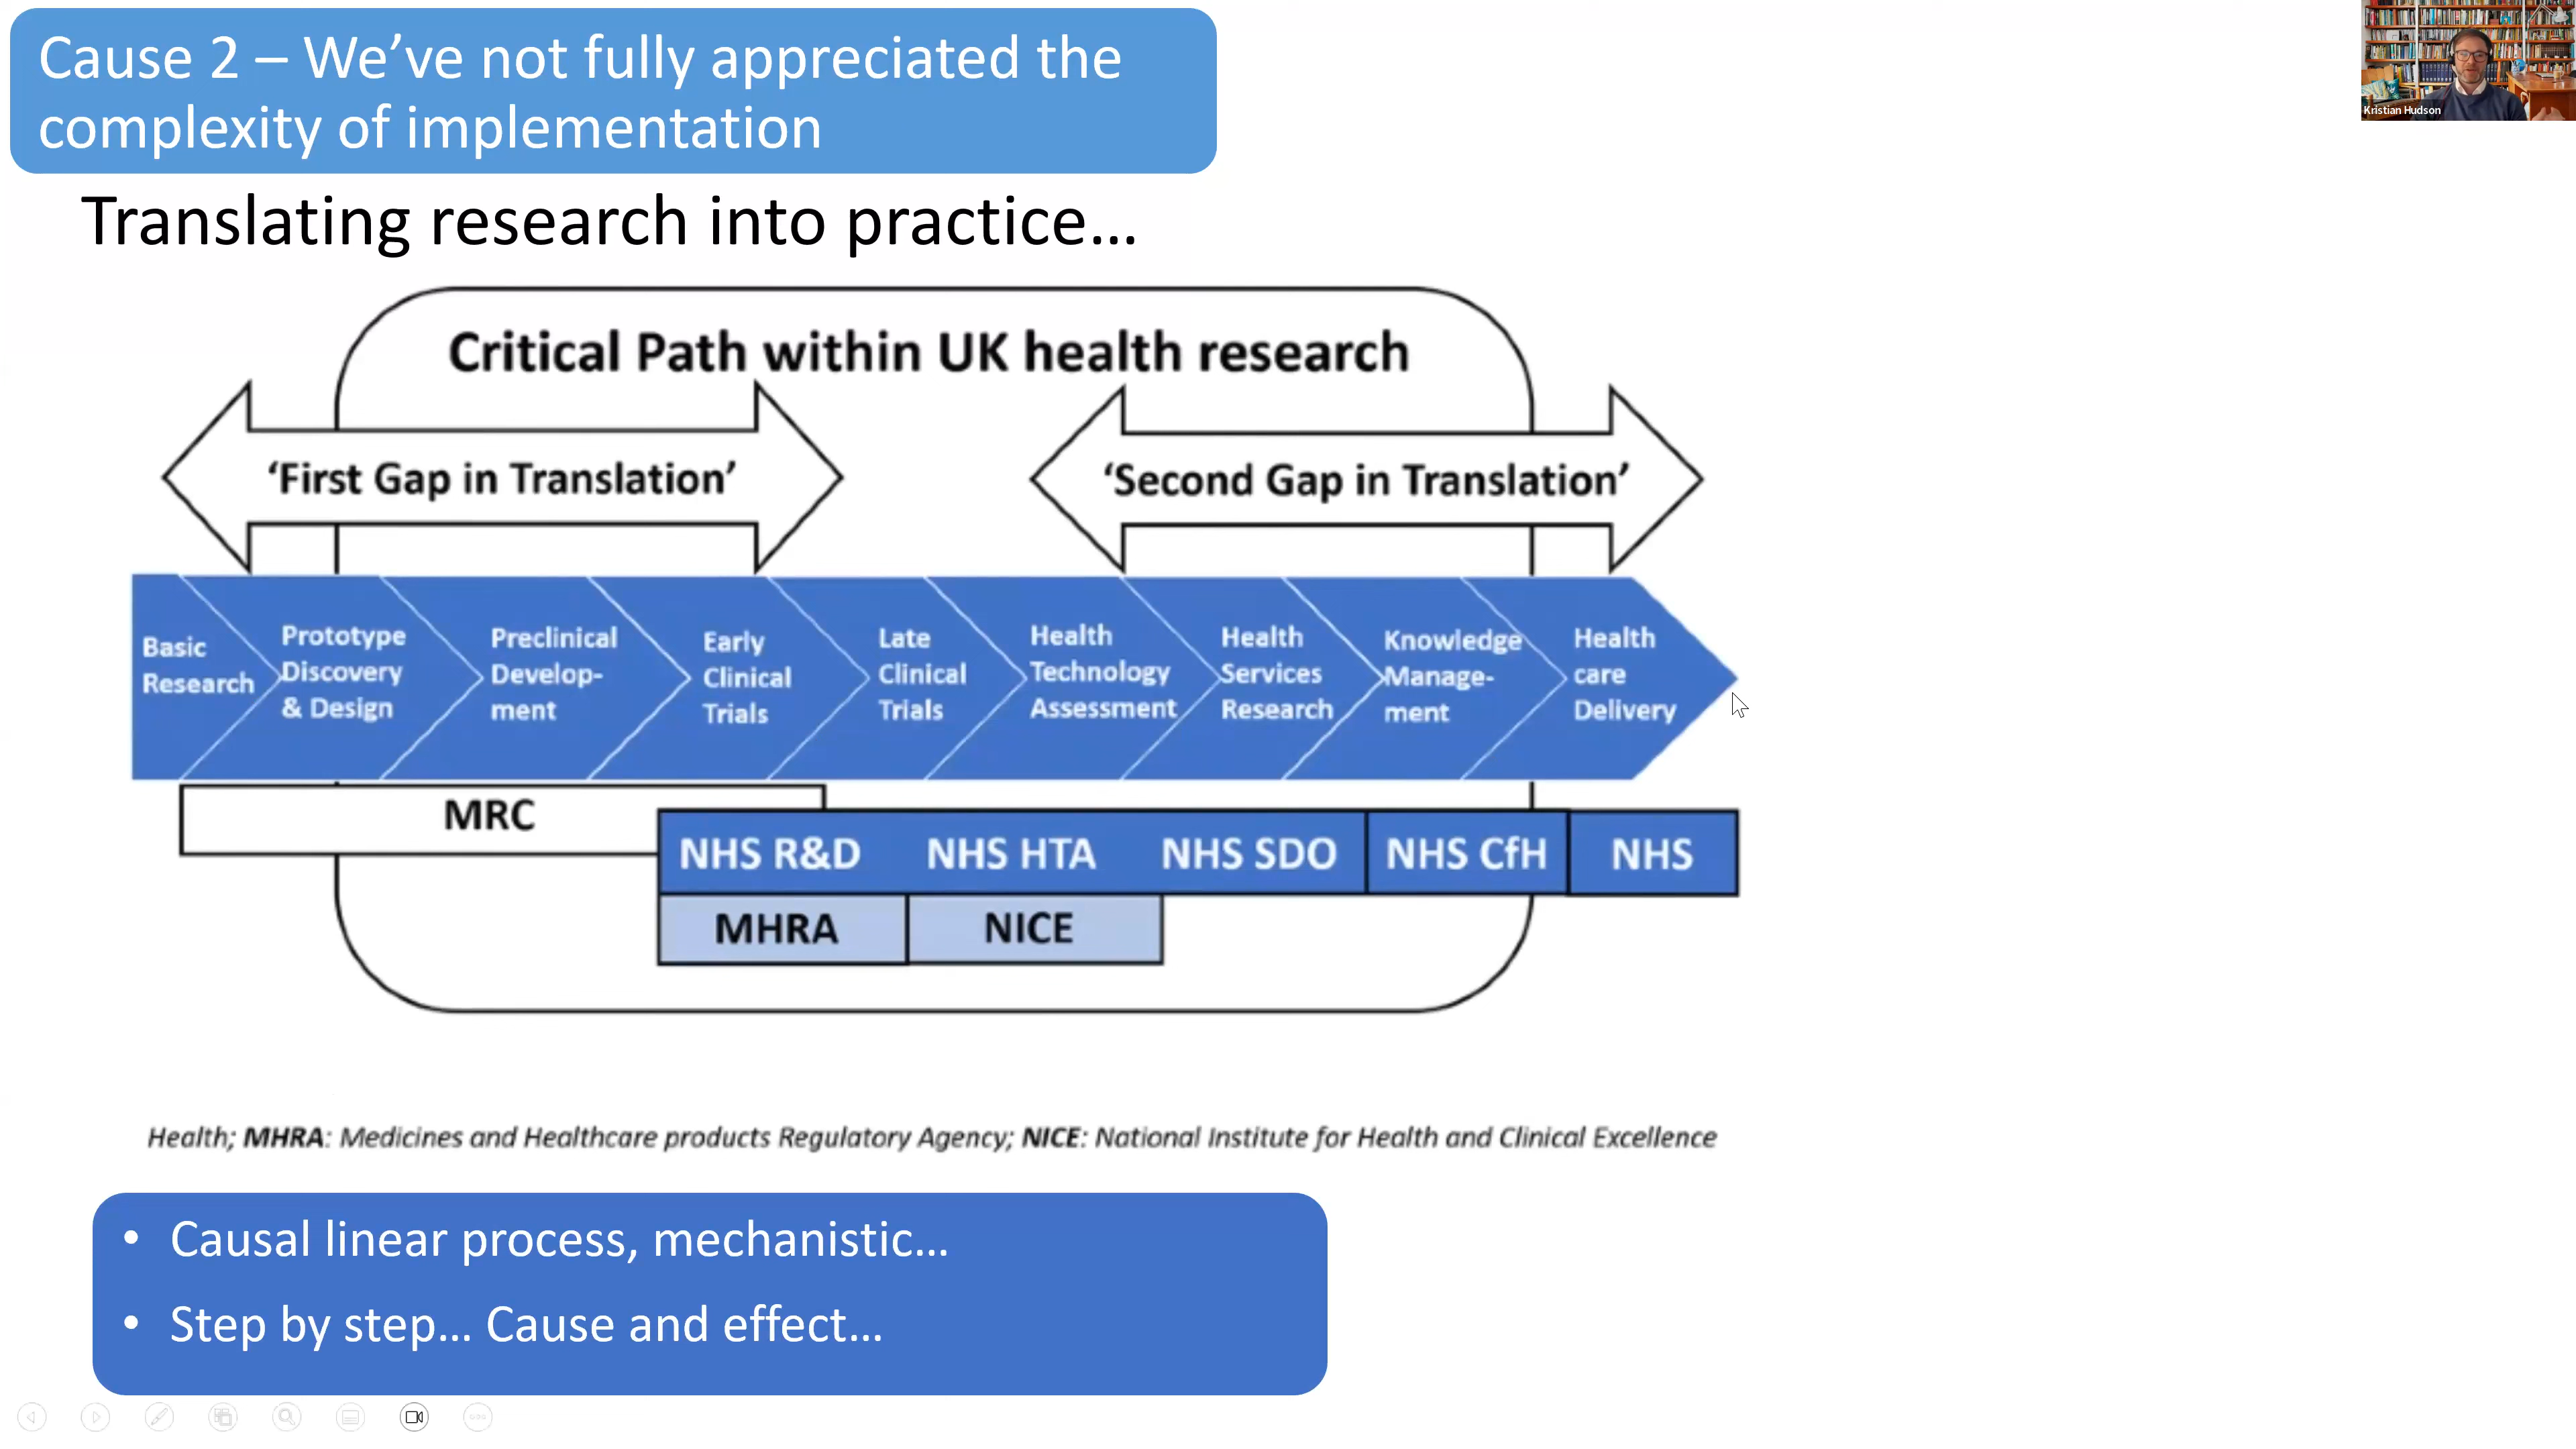 Cause 2 – We’ve not fully appreciated the
complexity of implementation
Kristian Hudson
Translating research into practice…
Critical Path within UK health research
‘First Gap in Translation’
‘Second Gap in Translation’
Basic
Research
Prototype
Discovery
& Design
Preclinical
Develop-
ment
Early
Clinical
Trials
Late
Clinical
Trials
Health
Technology
Assessment
Health
Services
Research
Knowledge
Manage-
ment
Health
care
Delivery
MRC
NHS R&D
NHS HTA
NHS SDO
NHS CfH
NHS
MHRA
NICE
Health; MHRA: Medicines and Healthcare products Regulatory Agency; NICE: National Institute for Health and Clinical Excellence
• Causal linear process, mechanistic…
• Step by step… Cause and effect…